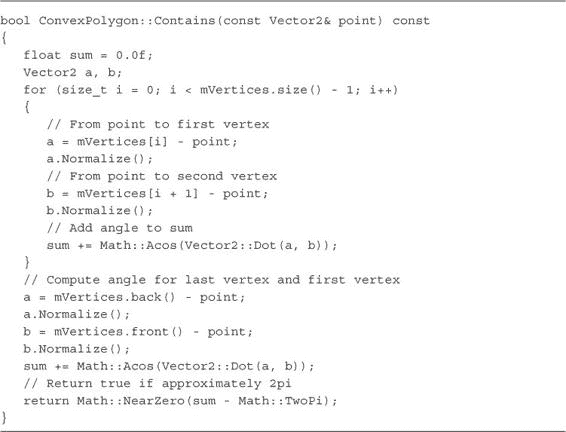 bool ConvexPolygon::Contains(const Vector2& point) const
{
   float sum = 0.0f;
   Vector2 a, b;
   for (size_t i = 0; i < mVertices.size() - 1; i++)
   {
      // From point to first vertex
      a = mVertices[i] - point;
      a.Normalize();
      // From point to second vertex
      b = mVertices[i + 1] - point;
      b.Normalize();
      // Add angle to sum
      sum += Math::Acos(Vector2::Dot(a, b));
   }
   // Compute angle for last vertex and first vertex
   a = mVertices.back() - point;
   a.Normalize();
   b = mVertices.front() - point;
   b.Normalize();
   sum += Math::Acos(Vector2::Dot(a, b));
   // Return true if approximately 2pi
   return Math::NearZero(sum - Math::TwoPi);
}